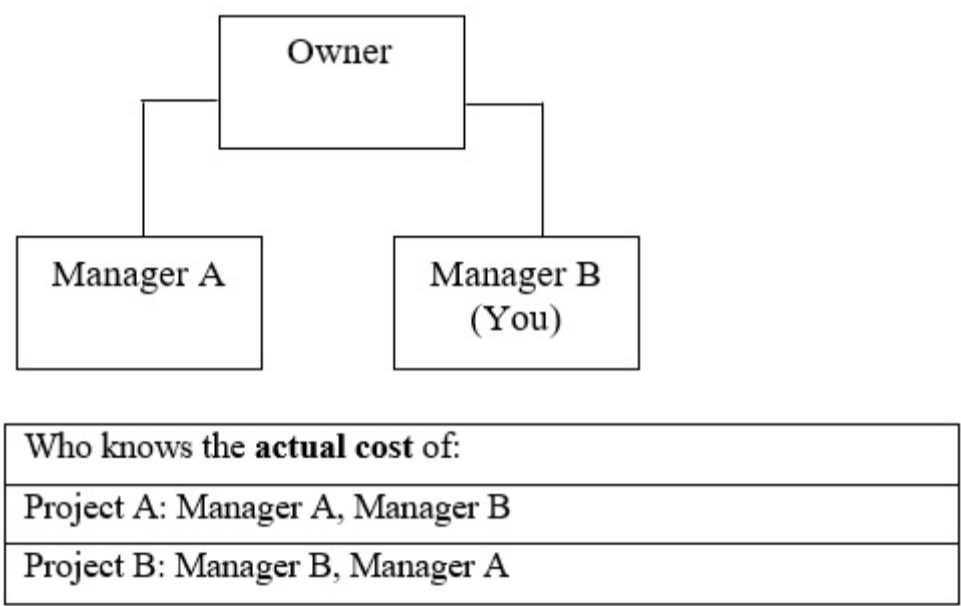 Owner
Manager A
Manager B
(You)
Who knows the actual cost of:
Project A: Manager A, Manager B
Project B: Manager B, Manager A